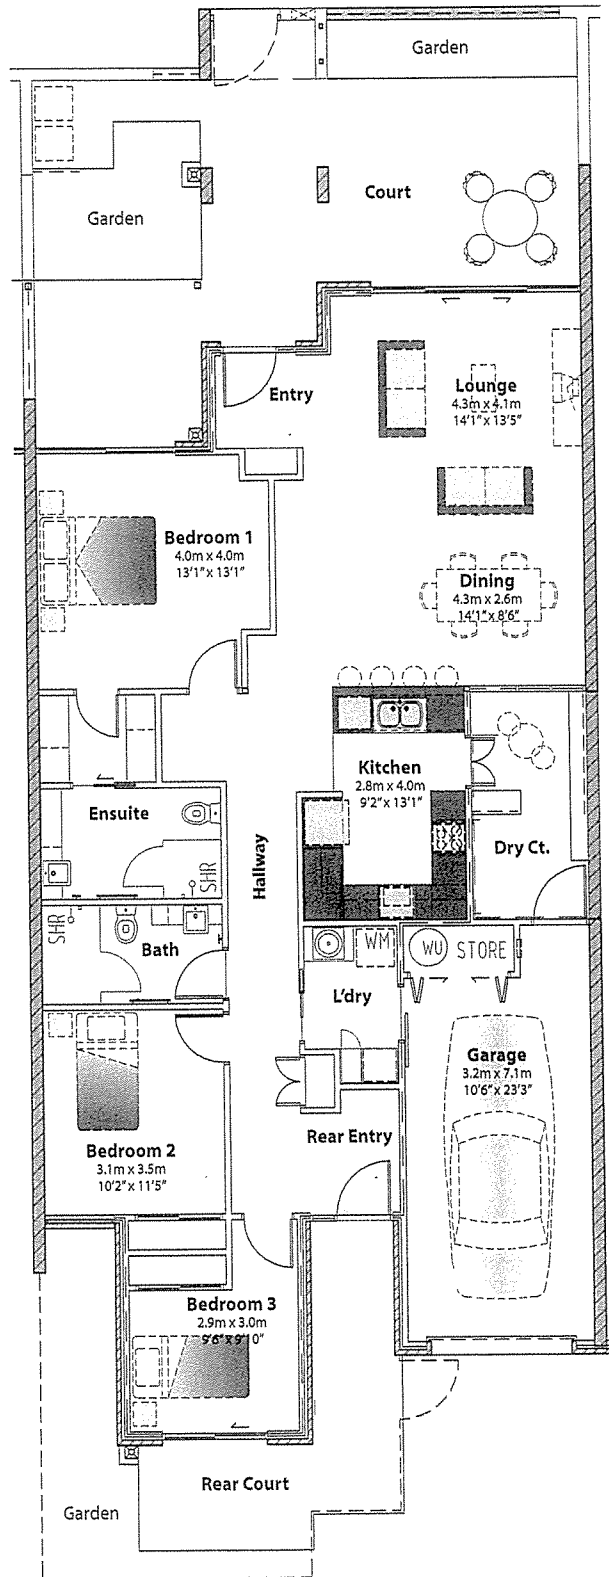 Garden
Court
Garden
Entry
Lounge
4.3m x 4.1m
14'1" x 13'5"
Bedroom 1
4.0m x 4.0m
13'1" x 13'1"
Dining
4.3m x 2.6m
14'1" x 8'6"
Kitchen
2.8m x 4.0m
9'2" x 13'1"
Ensuite
SHR
Hallway
Dry Ct.
SHR
Bath
WM
WU
STORE
L'dry
Garage
3.2m x 7.1m
10'6" x 23'3"
Rear Entry
Bedroom 2
3.1m x 3.5m
10'2" x 11'5"
Bedroom 3
2.9m x 3.0m
9'6" x 9'10"
Rear Court
Garden